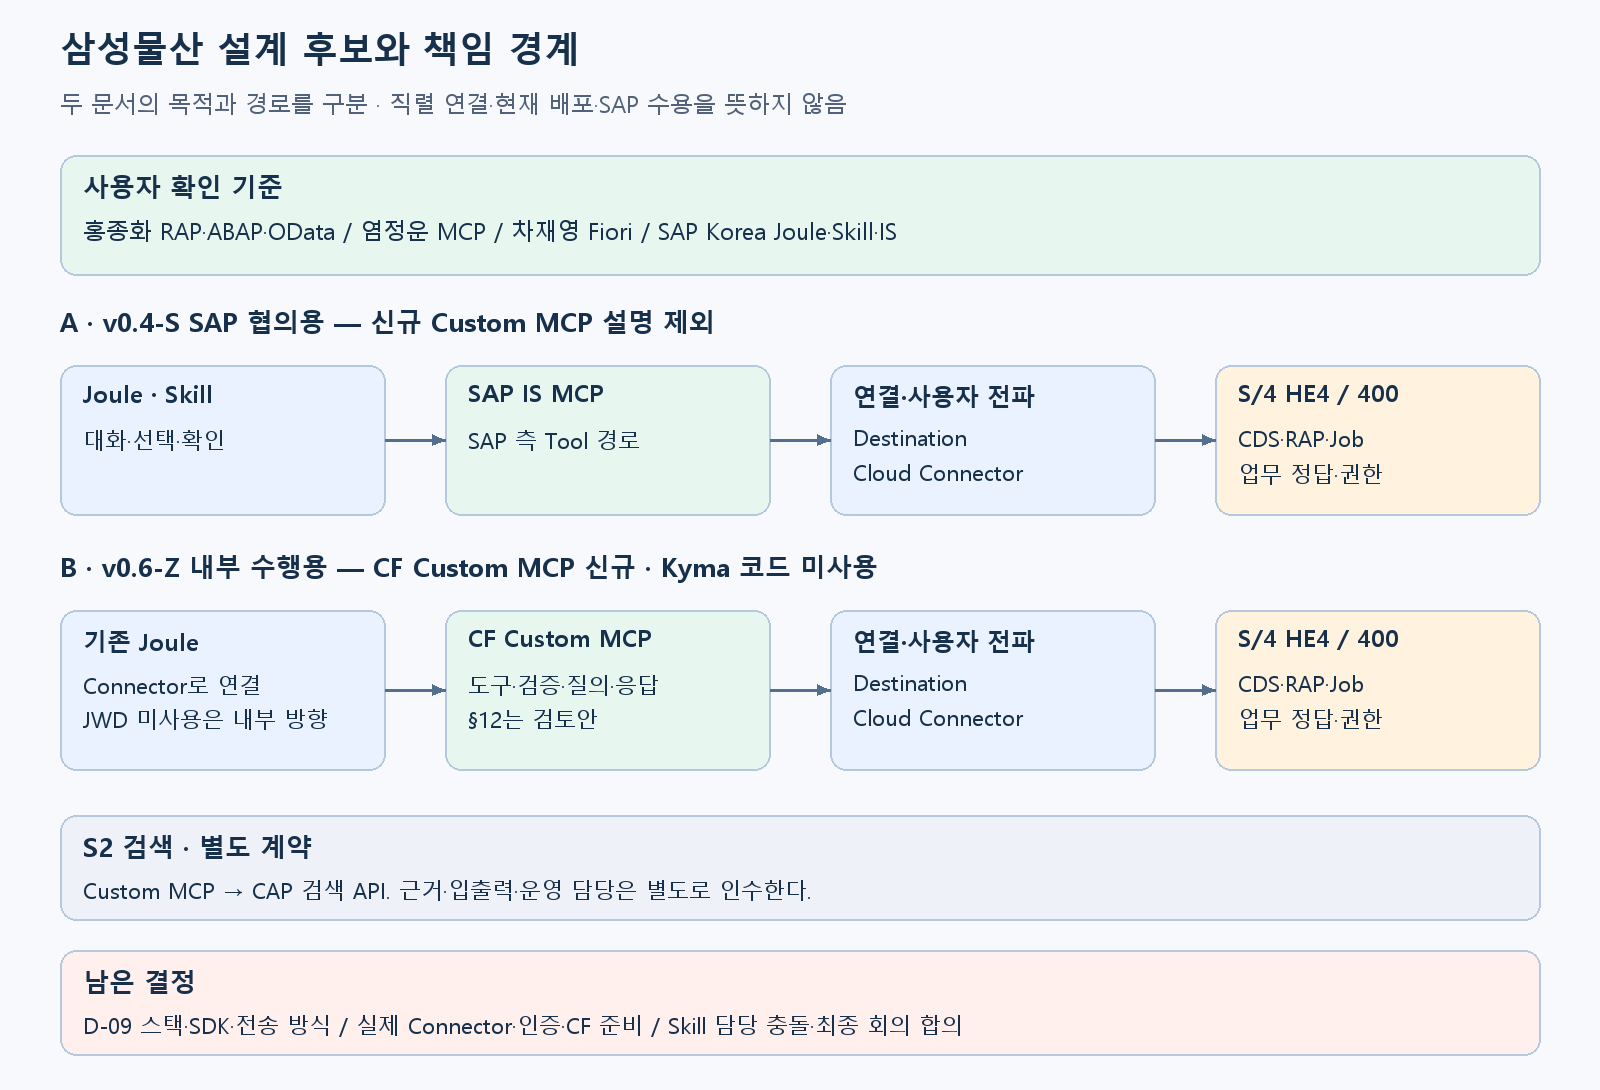 삼성물산 설계 후보와 책임 경계
두 문서의 목적과 경로를 구분 · 직렬 연결·현재 배포·SAP 수용을 뜻하지 않음
사용자 확인 기준
홍종화 RAP·ABAP·OData / 염정운 MCP / 차재영 Fiori / SAP Korea Joule·Skill·IS
A · v0.4-S SAP 협의용 — 신규 Custom MCP 설명 제외
Joule · Skill
대화·선택·확인
SAP IS MCP
SAP 측 Tool 경로
연결·사용자 전파
Destination
Cloud Connector
S/4 HE4 / 400
CDS·RAP·Job
업무 정답·권한
B · v0.6-Z 내부 수행용 — CF Custom MCP 신규 · Kyma 코드 미사용
기존 Joule
Connector로 연결
JWD 미사용은 내부 방향
CF Custom MCP
도구·검증·질의·응답
§12는 검토안
연결·사용자 전파
Destination
Cloud Connector
S/4 HE4 / 400
CDS·RAP·Job
업무 정답·권한
S2 검색 · 별도 계약
Custom MCP → CAP 검색 API. 근거·입출력·운영 담당은 별도로 인수한다.
남은 결정
D-09 스택·SDK·전송 방식 / 실제 Connector·인증·CF 준비 / Skill 담당 충돌·최종 회의 합의